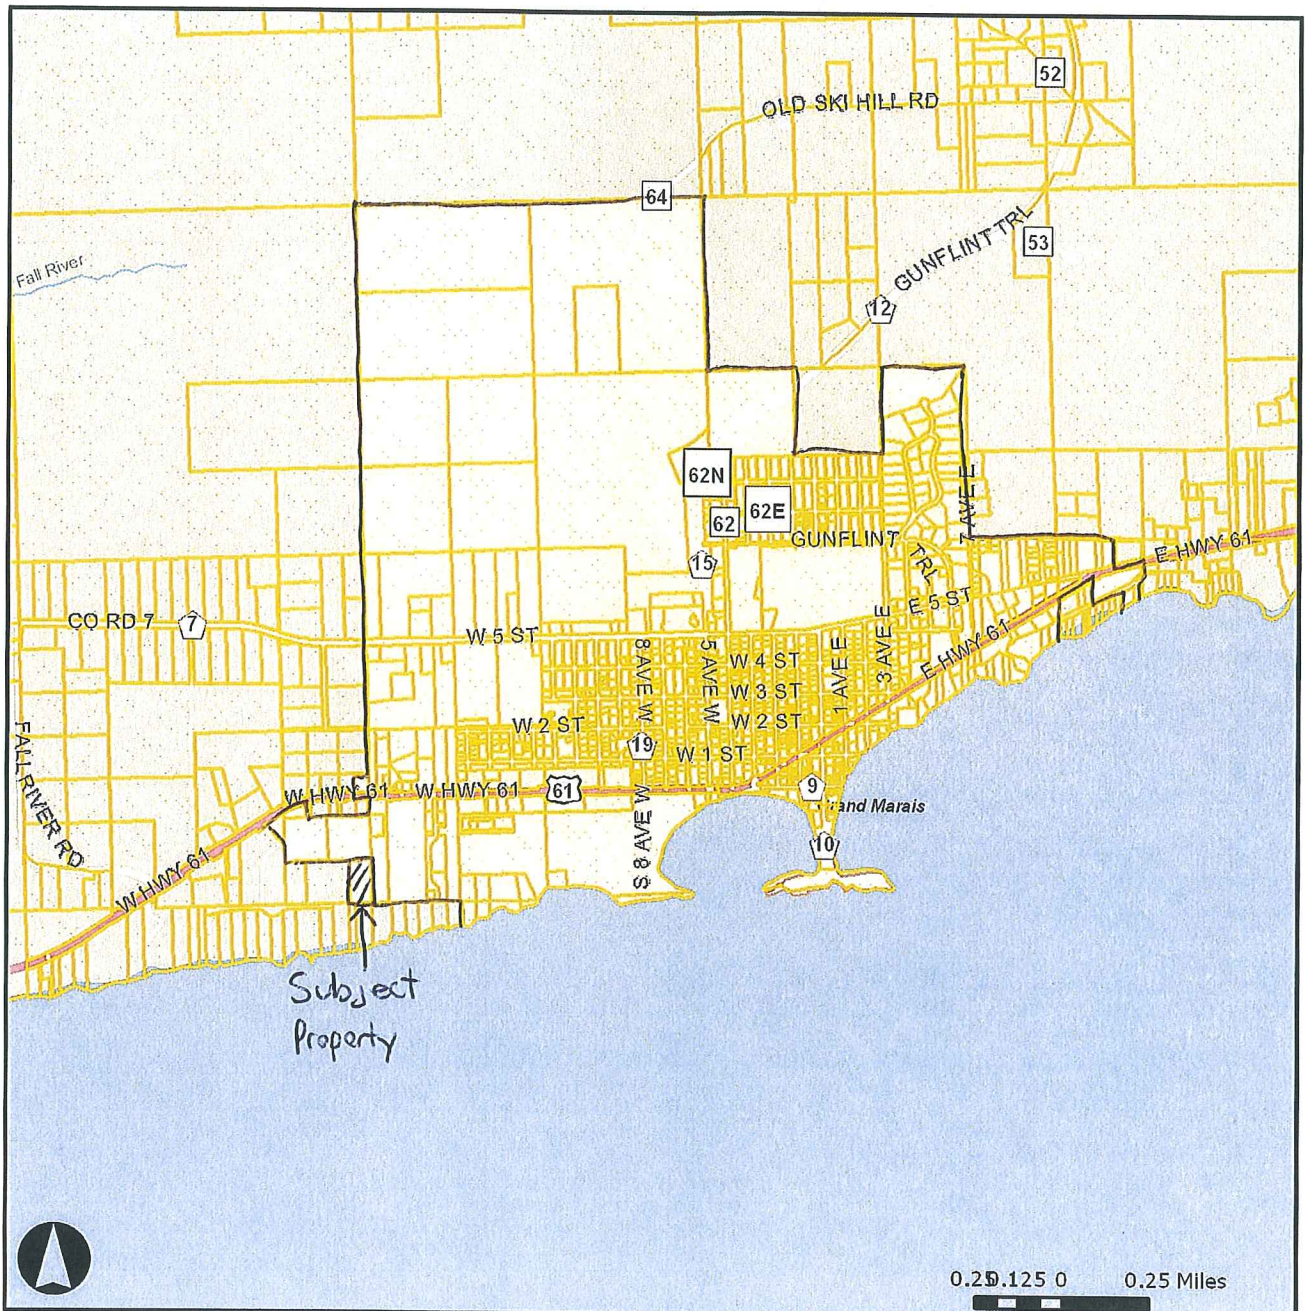 52
OLD SKI HILL RD
64
GUNFLINT TRL
53
Fall River
12
62N
62E
62
7 AVE E
GUNFLINT TRL
15
E HWY 61
CO RD 7
7
W 5 ST
E 5 ST
8 AVE W
5 AVE W
W 4 ST
1 AVE E
3 AVE E
E HWY 61
W 3 ST
W 2 ST
W 2 ST
19
W 1 ST
FALL RIVER RD
W HWY 61
W HWY 61
61
9
Grand Marais
S 8 AVE W
10
W HWY 61
Subject
Property
0.25 0.125 0 0.25 Miles